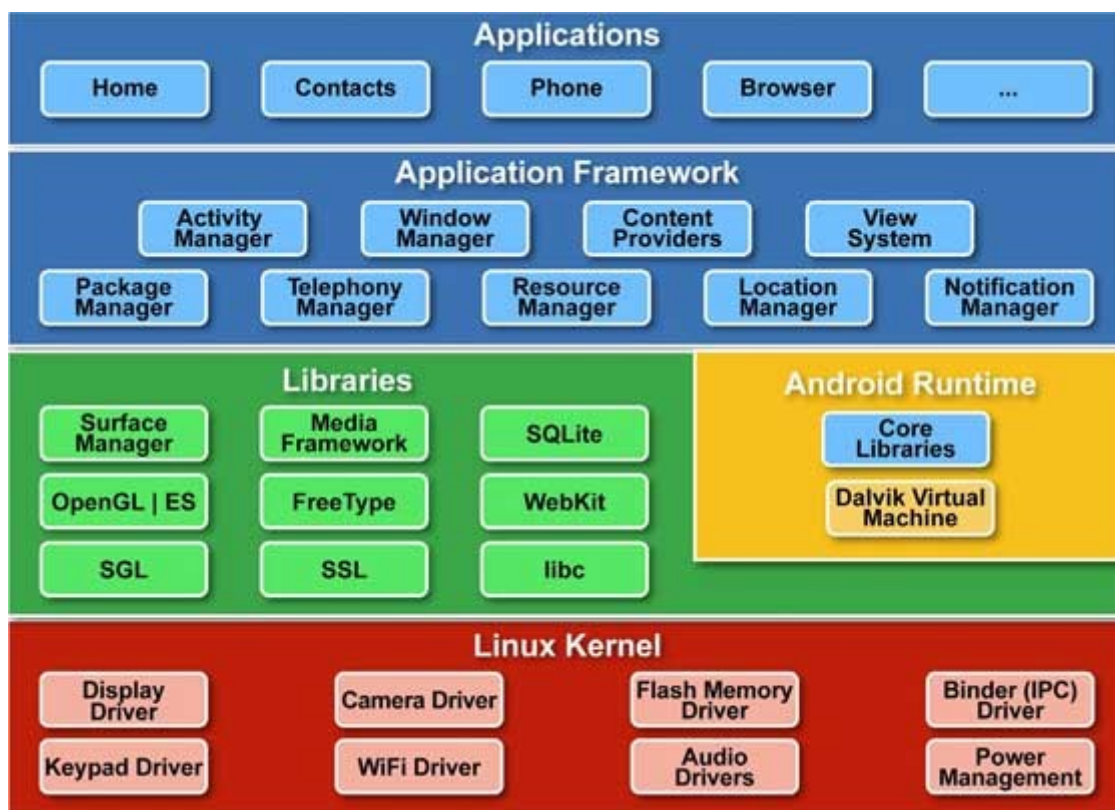 Applications
Home
Contacts
Phone
Browser
...
Application Framework
Activity
Manager
Window
Manager
Content
Providers
View
System
Package
Manager
Telephony
Manager
Resource
Manager
Location
Manager
Notification
Manager
Libraries
Surface
Manager
Media
Framework
SQLite
OpenGL | ES
FreeType
WebKit
SGL
SSL
libc
Android Runtime
Core
Libraries
Dalvik Virtual
Machine
Linux Kernel
Display
Driver
Camera Driver
Flash Memory
Driver
Binder (IPC)
Driver
Keypad Driver
WiFi Driver
Audio
Drivers
Power
Management